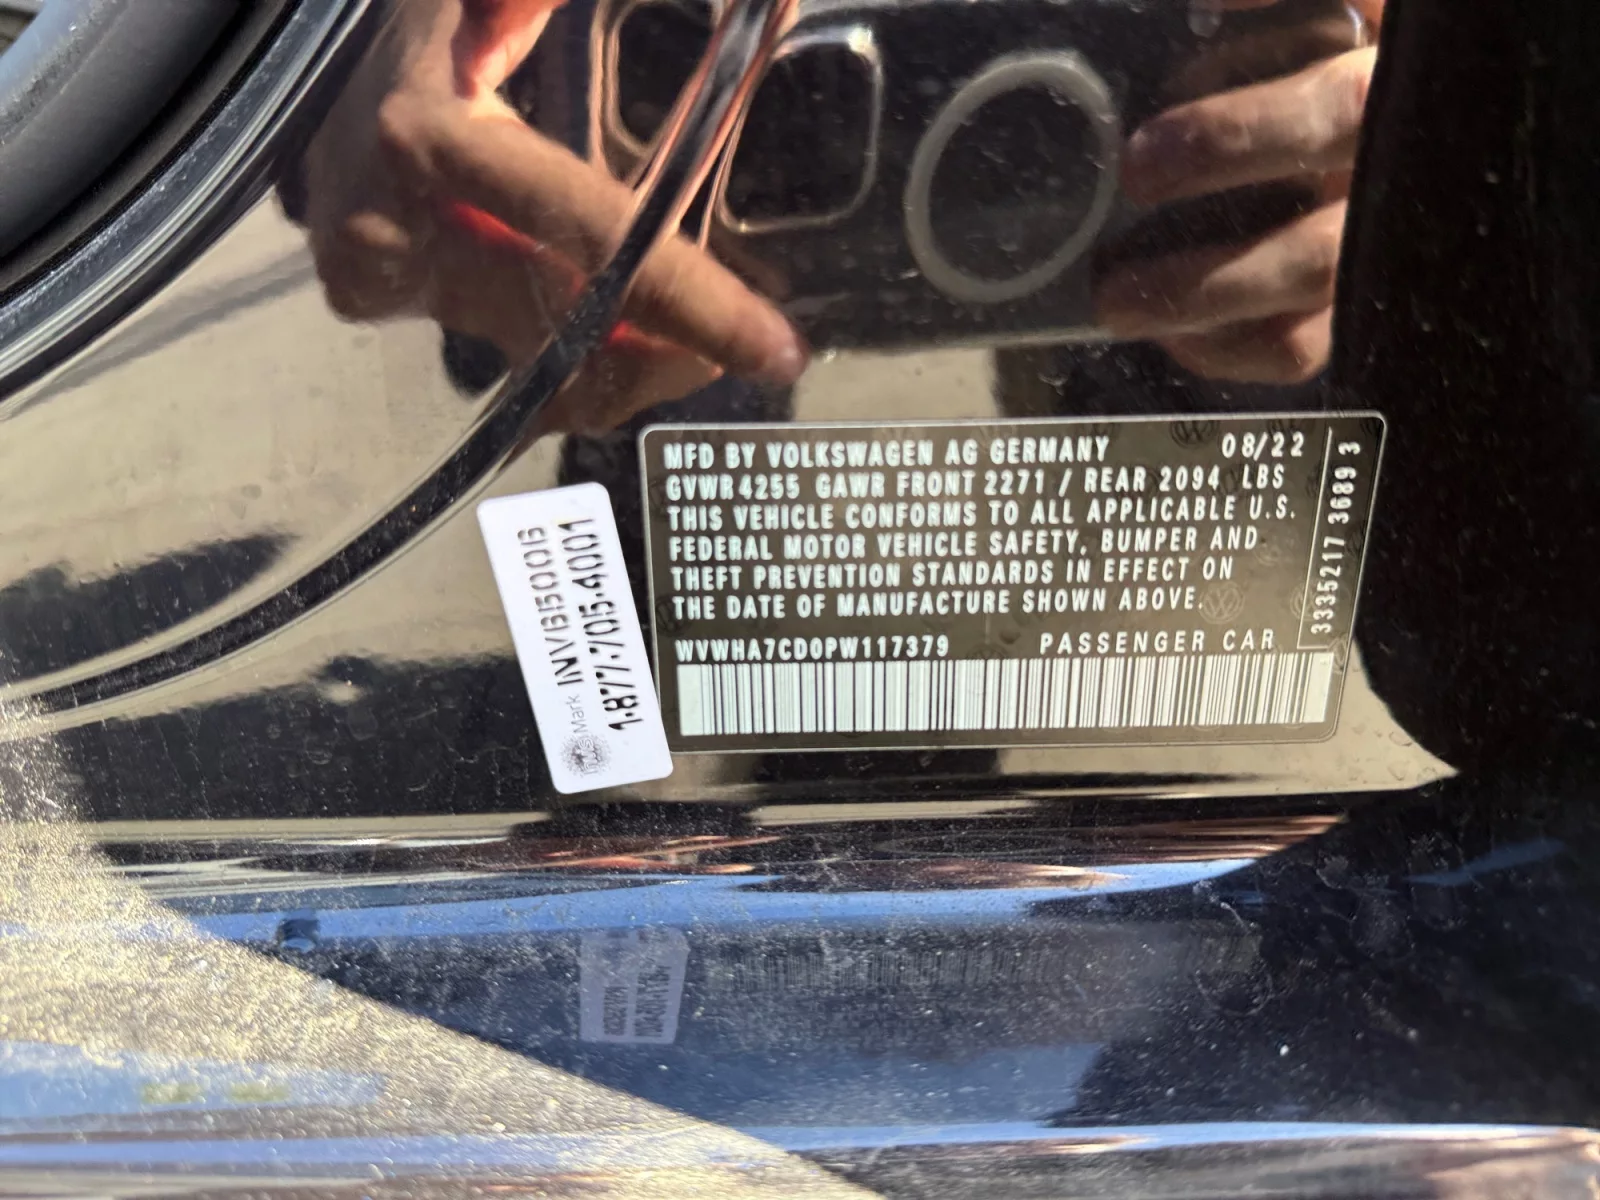 MFD BY VOLKSWAGEN AG GERMANY 08/22
GVWR 4255 GAWR FRONT 2271 / REAR 2094 LBS
THIS VEHICLE CONFORMS TO ALL APPLICABLE U.S.
FEDERAL MOTOR VEHICLE SAFETY, BUMPER AND
THEFT PREVENTION STANDARDS IN EFFECT ON
THE DATE OF MANUFACTURE SHOWN ABOVE.
WVWHA7CD0PW117379 PASSENGER CAR
3335217 3689 3
Mark
1-877-705-4001